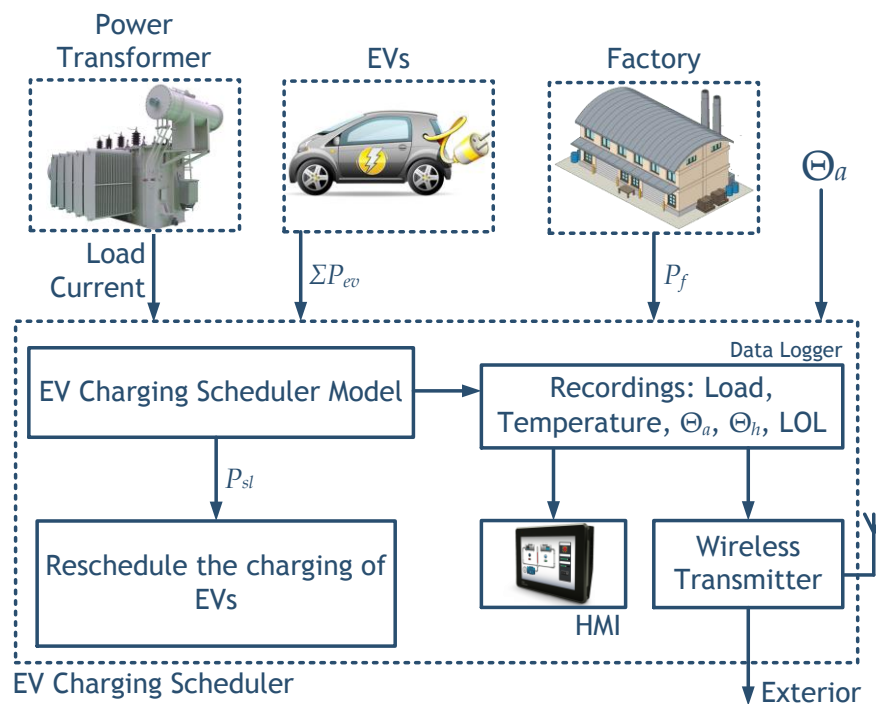 Power
Transformer
EVs
Factory
Θa
Load
Current
ΣPev
Pf
Data Logger
EV Charging Scheduler Model
Recordings: Load,
Temperature, Θa, Θh, LOL
Psl
Reschedule the charging of
EVs
Wireless
Transmitter
HMI
EV Charging Scheduler
Exterior